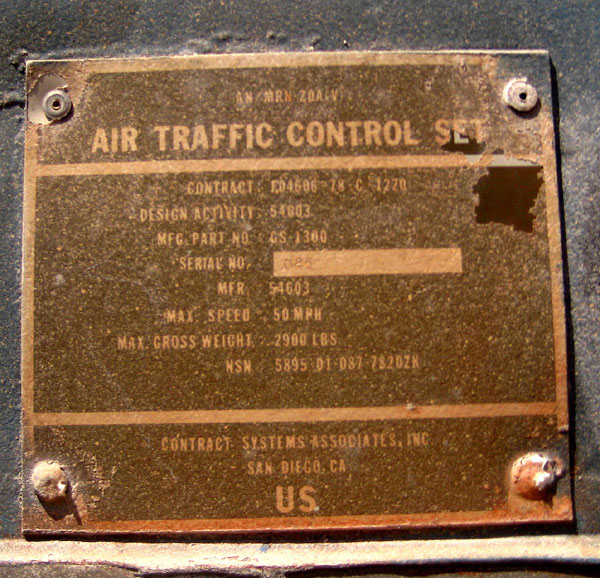 AN/MRN 20A(V)
AIR TRAFFIC CONTROL SET
CONTRACT: F04606-78-C-1220
DESIGN ACTIVITY: 54603
MFG. PART NO. CS-1300
SERIAL NO. 085
MFR 54603
MAX. SPEED: 50 MPH
MAX. GROSS WEIGHT: 2900 LBS
NSN 5895-01-087-7820ZK
CONTRACT SYSTEMS ASSOCIATES, INC
SAN DIEGO, CA
US